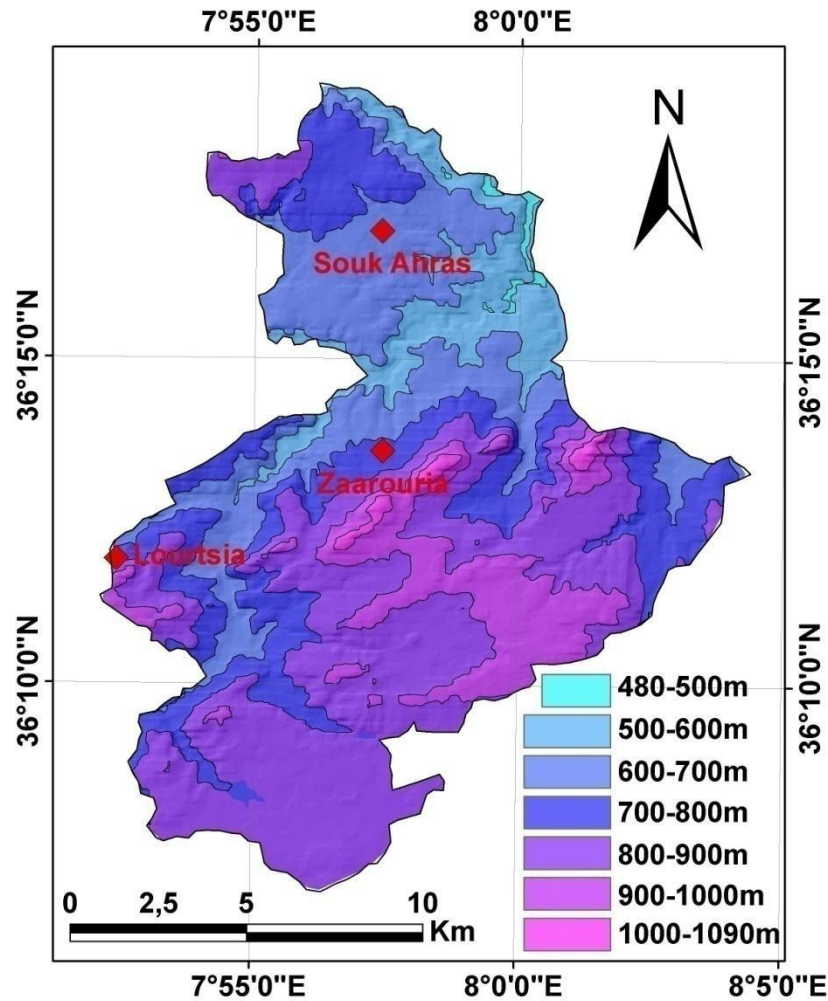 7°55'0"E
8°0'0"E
N
Souk Ahras
36°15'0"N
36°15'0"N
Zaarouria
Lourtsia
36°10'0"N
36°10'0"N
480-500m
500-600m
600-700m
700-800m
800-900m
900-1000m
1000-1090m
0 2,5 5 10
Km
7°55'0"E
8°0'0"E
8°5'0"E